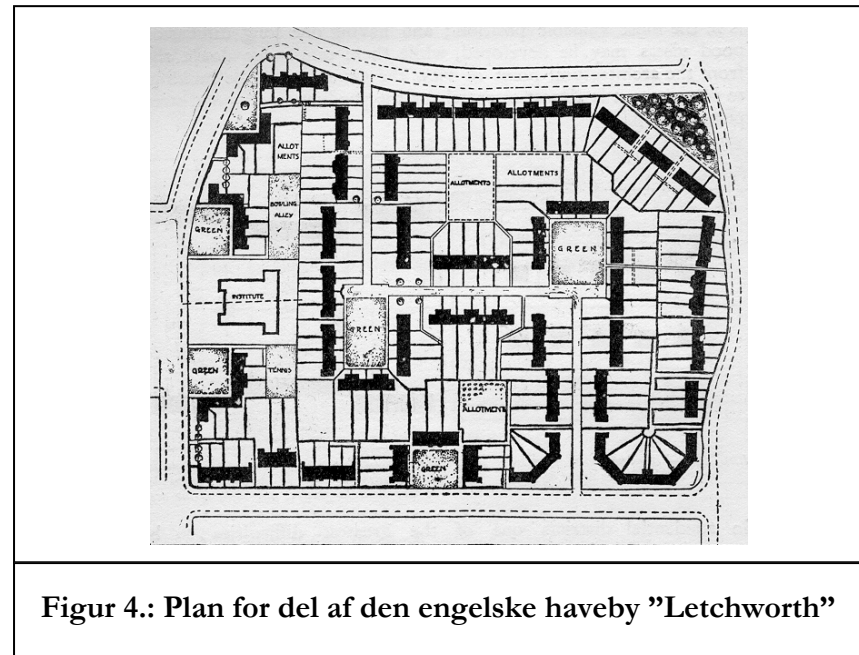 ALLOT
MENTS
ALLOTMENTS
ALLOTMENTS
BOWLING
ALLEY
GREEN
GREEN
INSTITUTE
GREEN
GREEN
TENNIS
ALLOTMENT
GREEN
Figur 4.: Plan for del af den engelske haveby ”Letchworth”